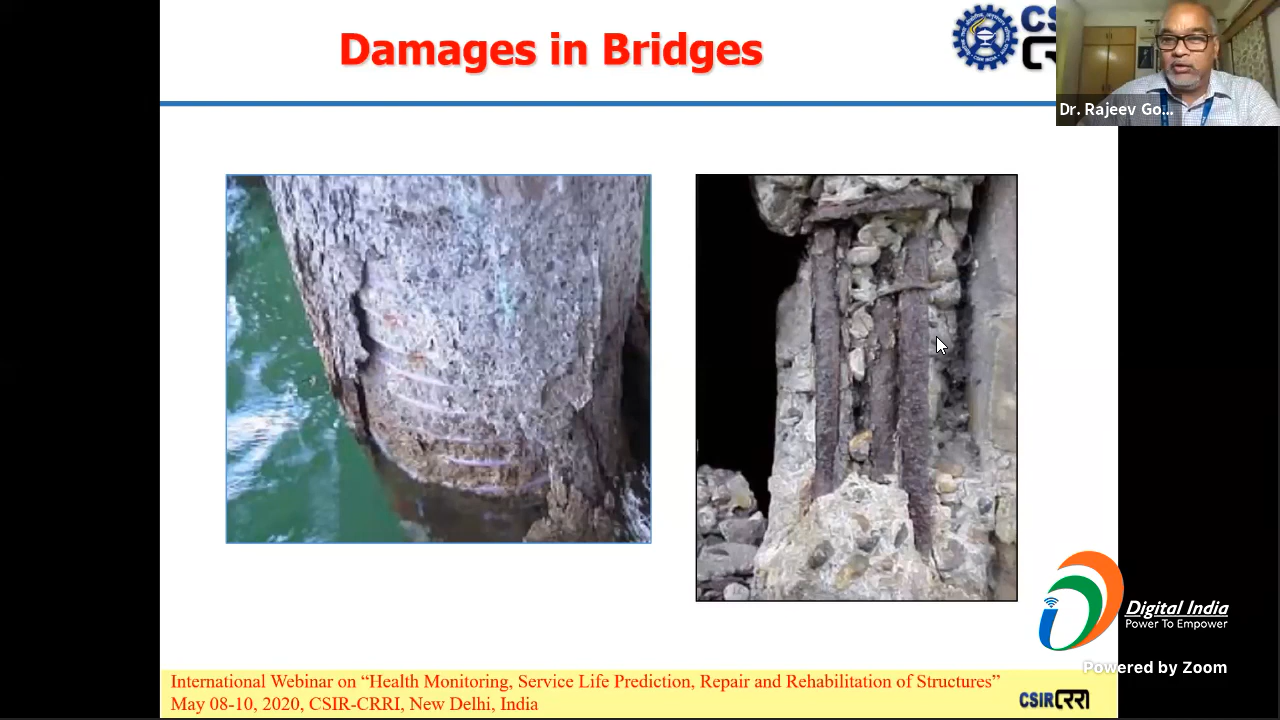 Damages in Bridges
CS
Dr. Rajeev Go...
Digital India
Power To Empower
Powered by Zoom
International Webinar on “Health Monitoring, Service Life Prediction, Repair and Rehabilitation of Structures”
May 08-10, 2020, CSIR-CRRI, New Delhi, India
CSIR CRRI